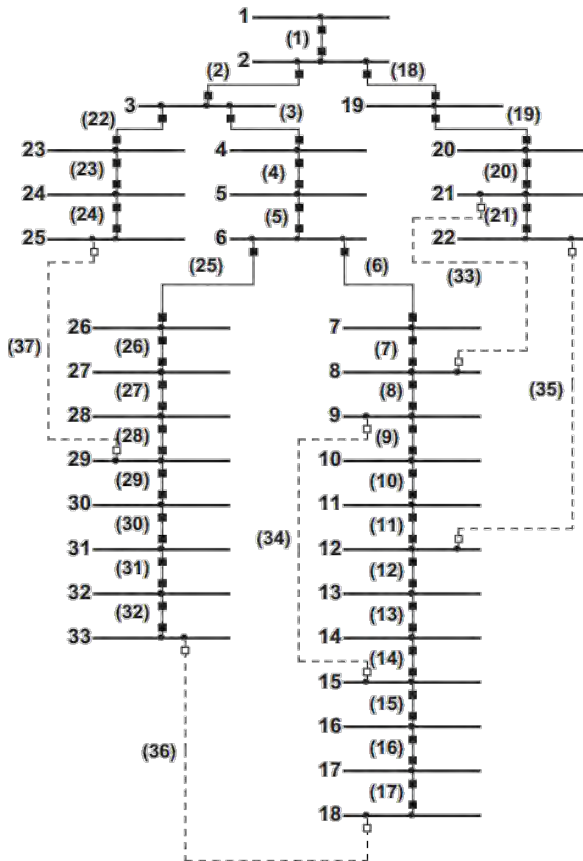 1
(1)
2
(2) (18)
3 (3) 19
(22) (19)
23 4 20
(23) (4) (20)
24 5 21
(24) (5) (21)
25 6 22
(25) (6) (33)
26 7
(37) (26) (7)
27 8
(27) (8) (35)
28 9
(28) (9)
29 10
(29) (10)
30 11
(30) (11) (34)
31 12
(31) (12)
32 13
(32) (13)
33 14
(14)
15
(15)
16
(36) (16)
17
(17)
18